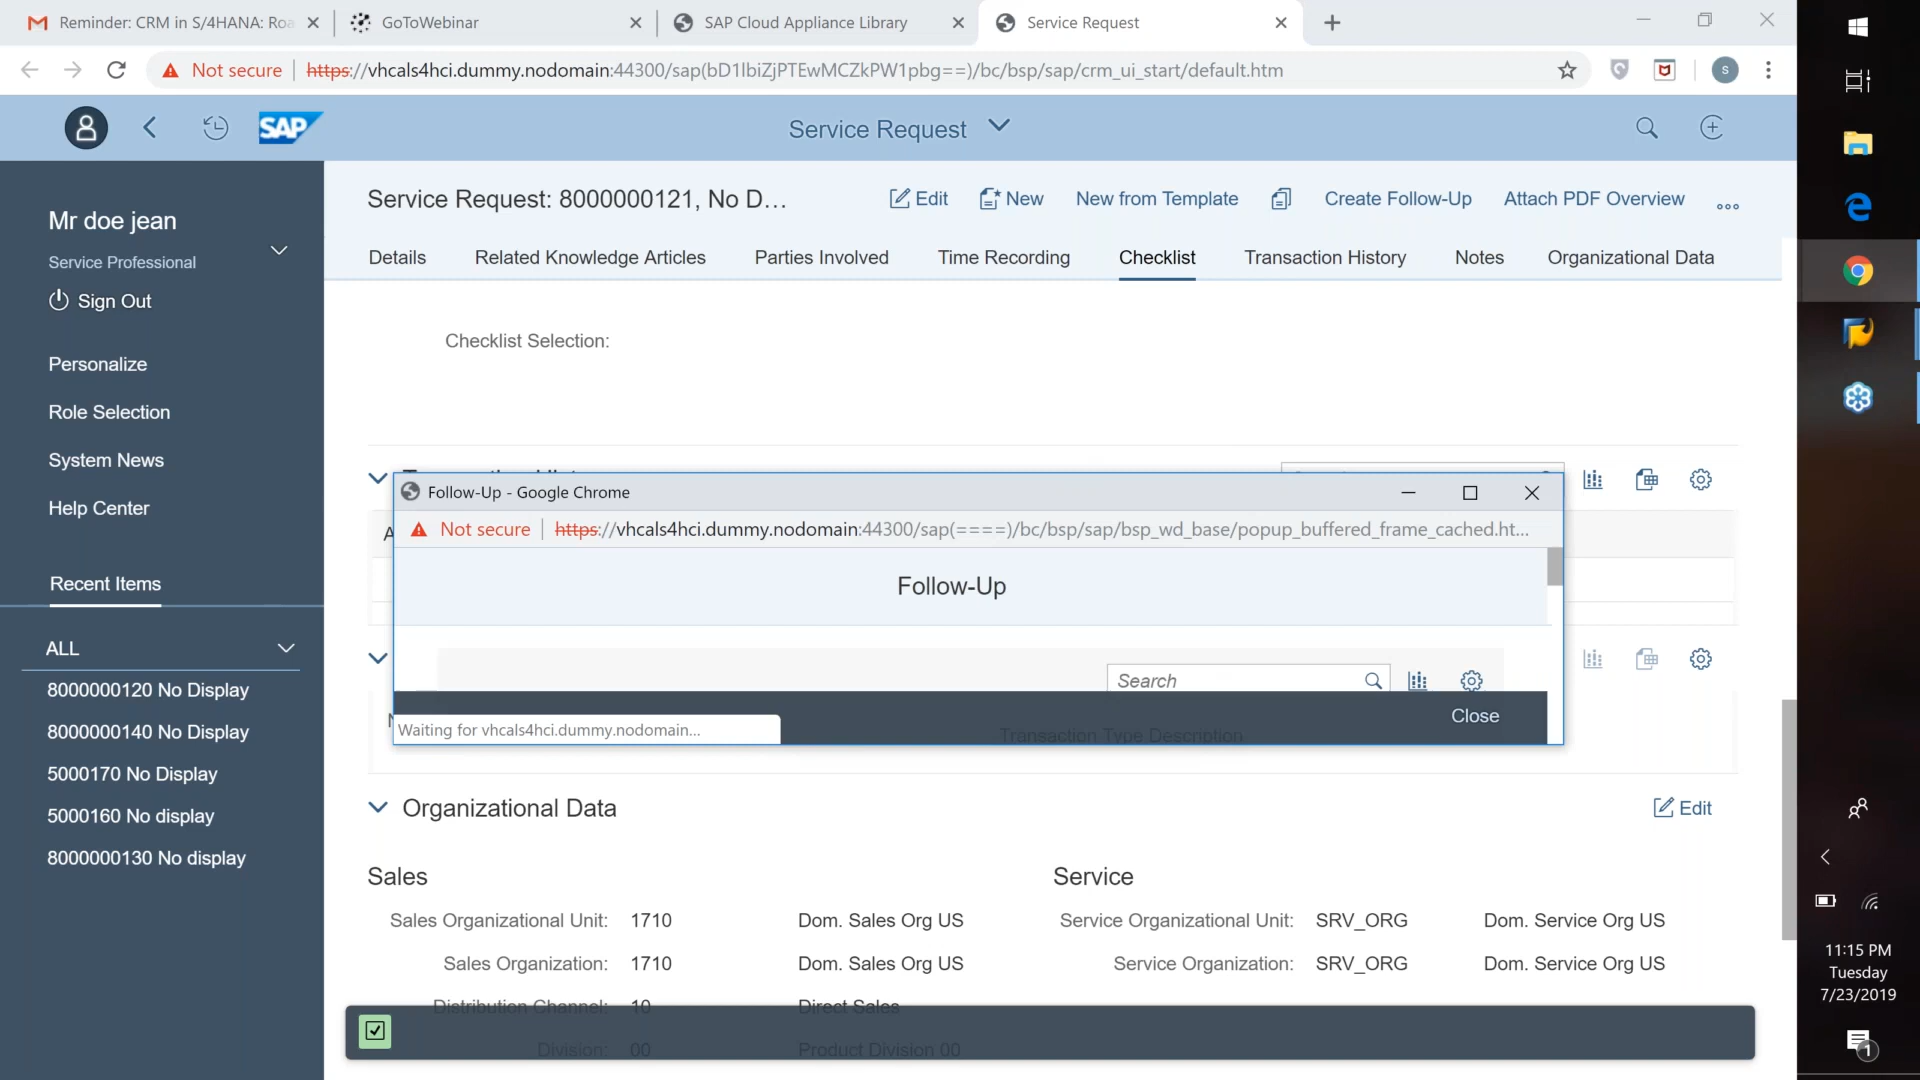 Reminder: CRM in S/4HANA: Roa
GoToWebinar
SAP Cloud Appliance Library
Service Request
Not secure
https://vhcals4hci.dummy.nodomain:44300/sap(bD1lbiZjPTEwMCZkPW1pbg==)/bc/bsp/sap/crm_ui_start/default.htm
s
SAP
Service Request
Mr doe jean
Service Professional
Sign Out
Personalize
Role Selection
System News
Help Center
Recent Items
ALL
8000000120 No Display
8000000140 No Display
5000170 No Display
5000160 No display
8000000130 No display
Service Request: 8000000121, No D...
Edit
New
New from Template
Create Follow-Up
Attach PDF Overview
Details
Related Knowledge Articles
Parties Involved
Time Recording
Checklist
Transaction History
Notes
Organizational Data
Checklist Selection:
Follow-Up - Google Chrome
Not secure
https://vhcals4hci.dummy.nodomain:44300/sap(====)/bc/bsp/sap/bsp_wd_base/popup_buffered_frame_cached.ht...
Follow-Up
Search
Close
Transaction Type Description
Waiting for vhcals4hci.dummy.nodomain...
Organizational Data
Edit
Sales
Service
Sales Organizational Unit: 1710 Dom. Sales Org US
Service Organizational Unit: SRV_ORG Dom. Service Org US
Sales Organization: 1710 Dom. Sales Org US
Service Organization: SRV_ORG Dom. Service Org US
Distribution Channel: 10 Direct Sales
Division: 00 Product Division 00
11:15 PM
Tuesday
7/23/2019
1